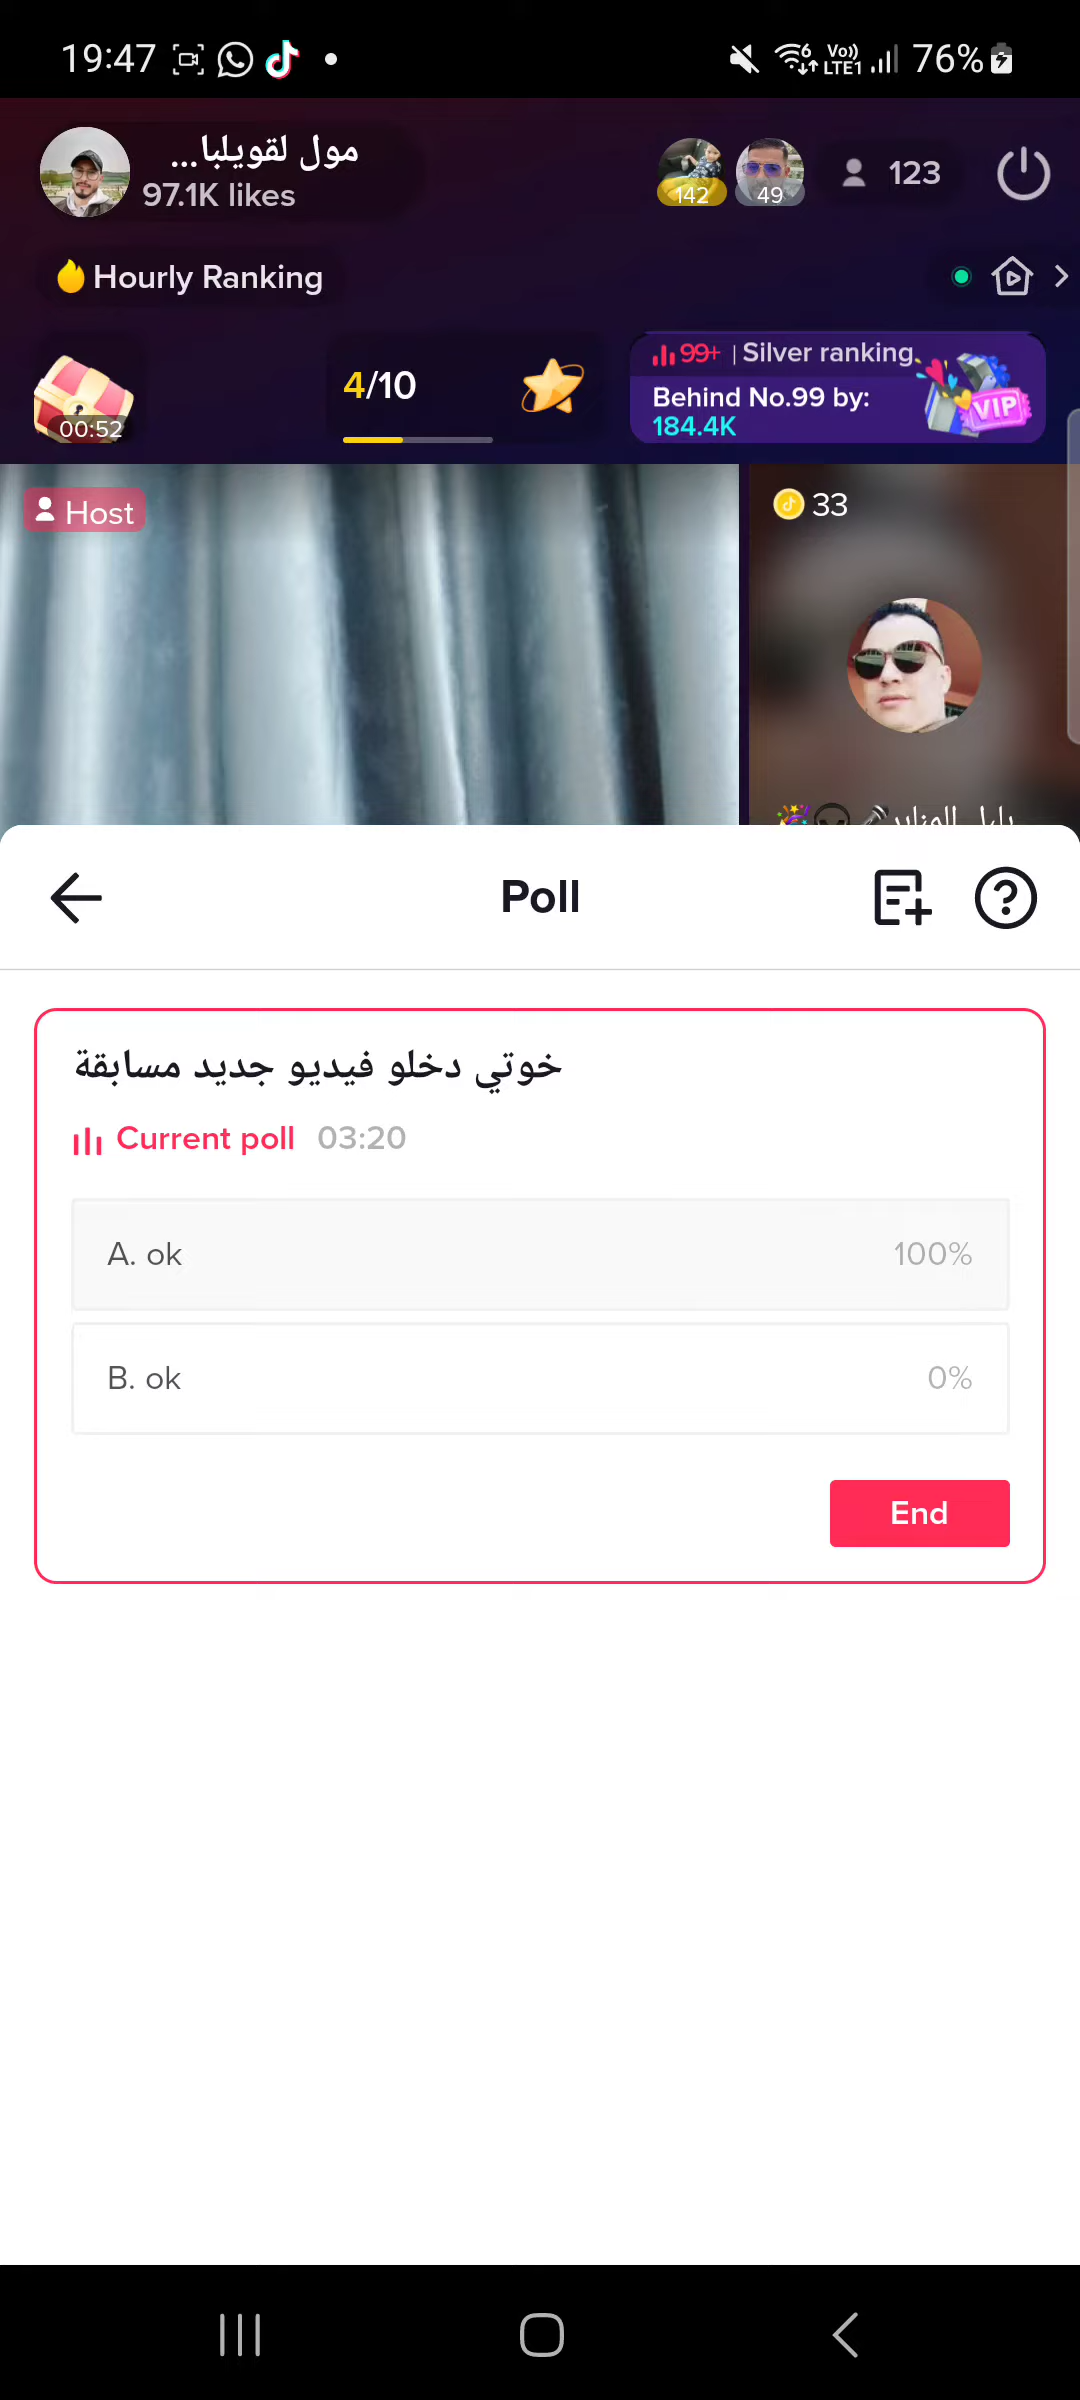 19:47
Vo))
LTE1
76%
مول لقويلبا...
97.1K likes
142
49
123
Hourly Ranking
00:52
4/10
99+ | Silver ranking
Behind No.99 by:
184.4K
VIP
Host
33
Poll
خوتي دخلو فيديو جديد مسابقة
Current poll 03:20
A. ok 100%
B. ok 0%
End